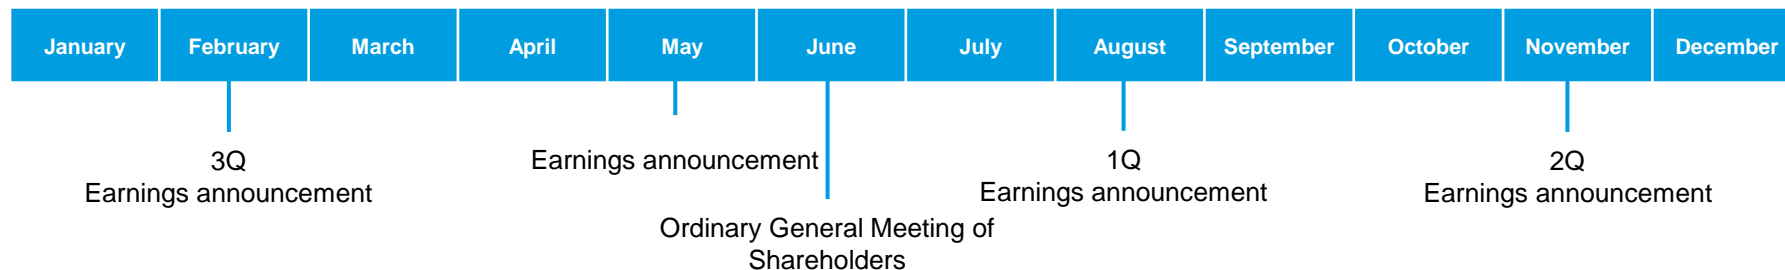 January
February
March
April
May
June
July
August
September
October
November
December
3Q
Earnings announcement
Earnings announcement
Ordinary General Meeting of
Shareholders
1Q
Earnings announcement
2Q
Earnings announcement